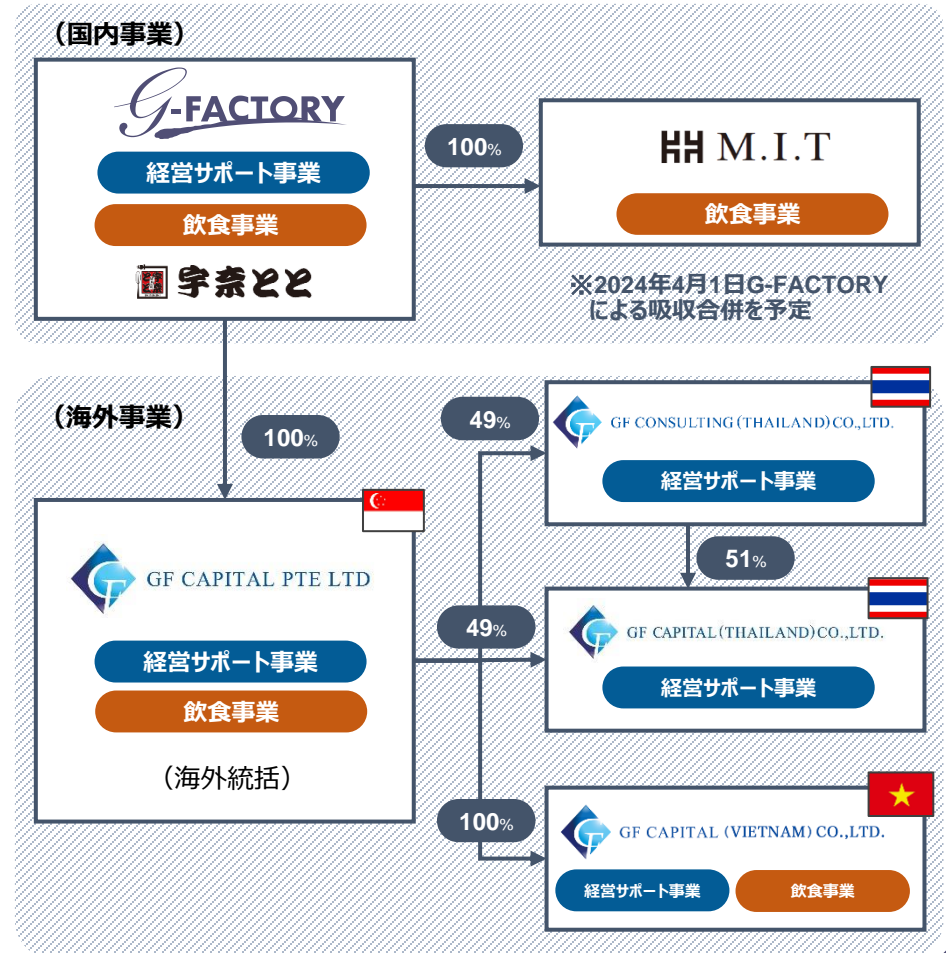 （国内事業）
G-FACTORY
経営サポート事業
飲食事業
宇奈とと
100%
M.I.T
飲食事業
※2024年4月1日G-FACTORY
による吸収合併を予定
（海外事業）
100%
GF CAPITAL PTE LTD
経営サポート事業
飲食事業
（海外統括）
49%
GF CONSULTING (THAILAND) CO.,LTD.
経営サポート事業
51%
49%
GF CAPITAL (THAILAND) CO.,LTD.
経営サポート事業
100%
GF CAPITAL (VIETNAM) CO.,LTD.
経営サポート事業
飲食事業